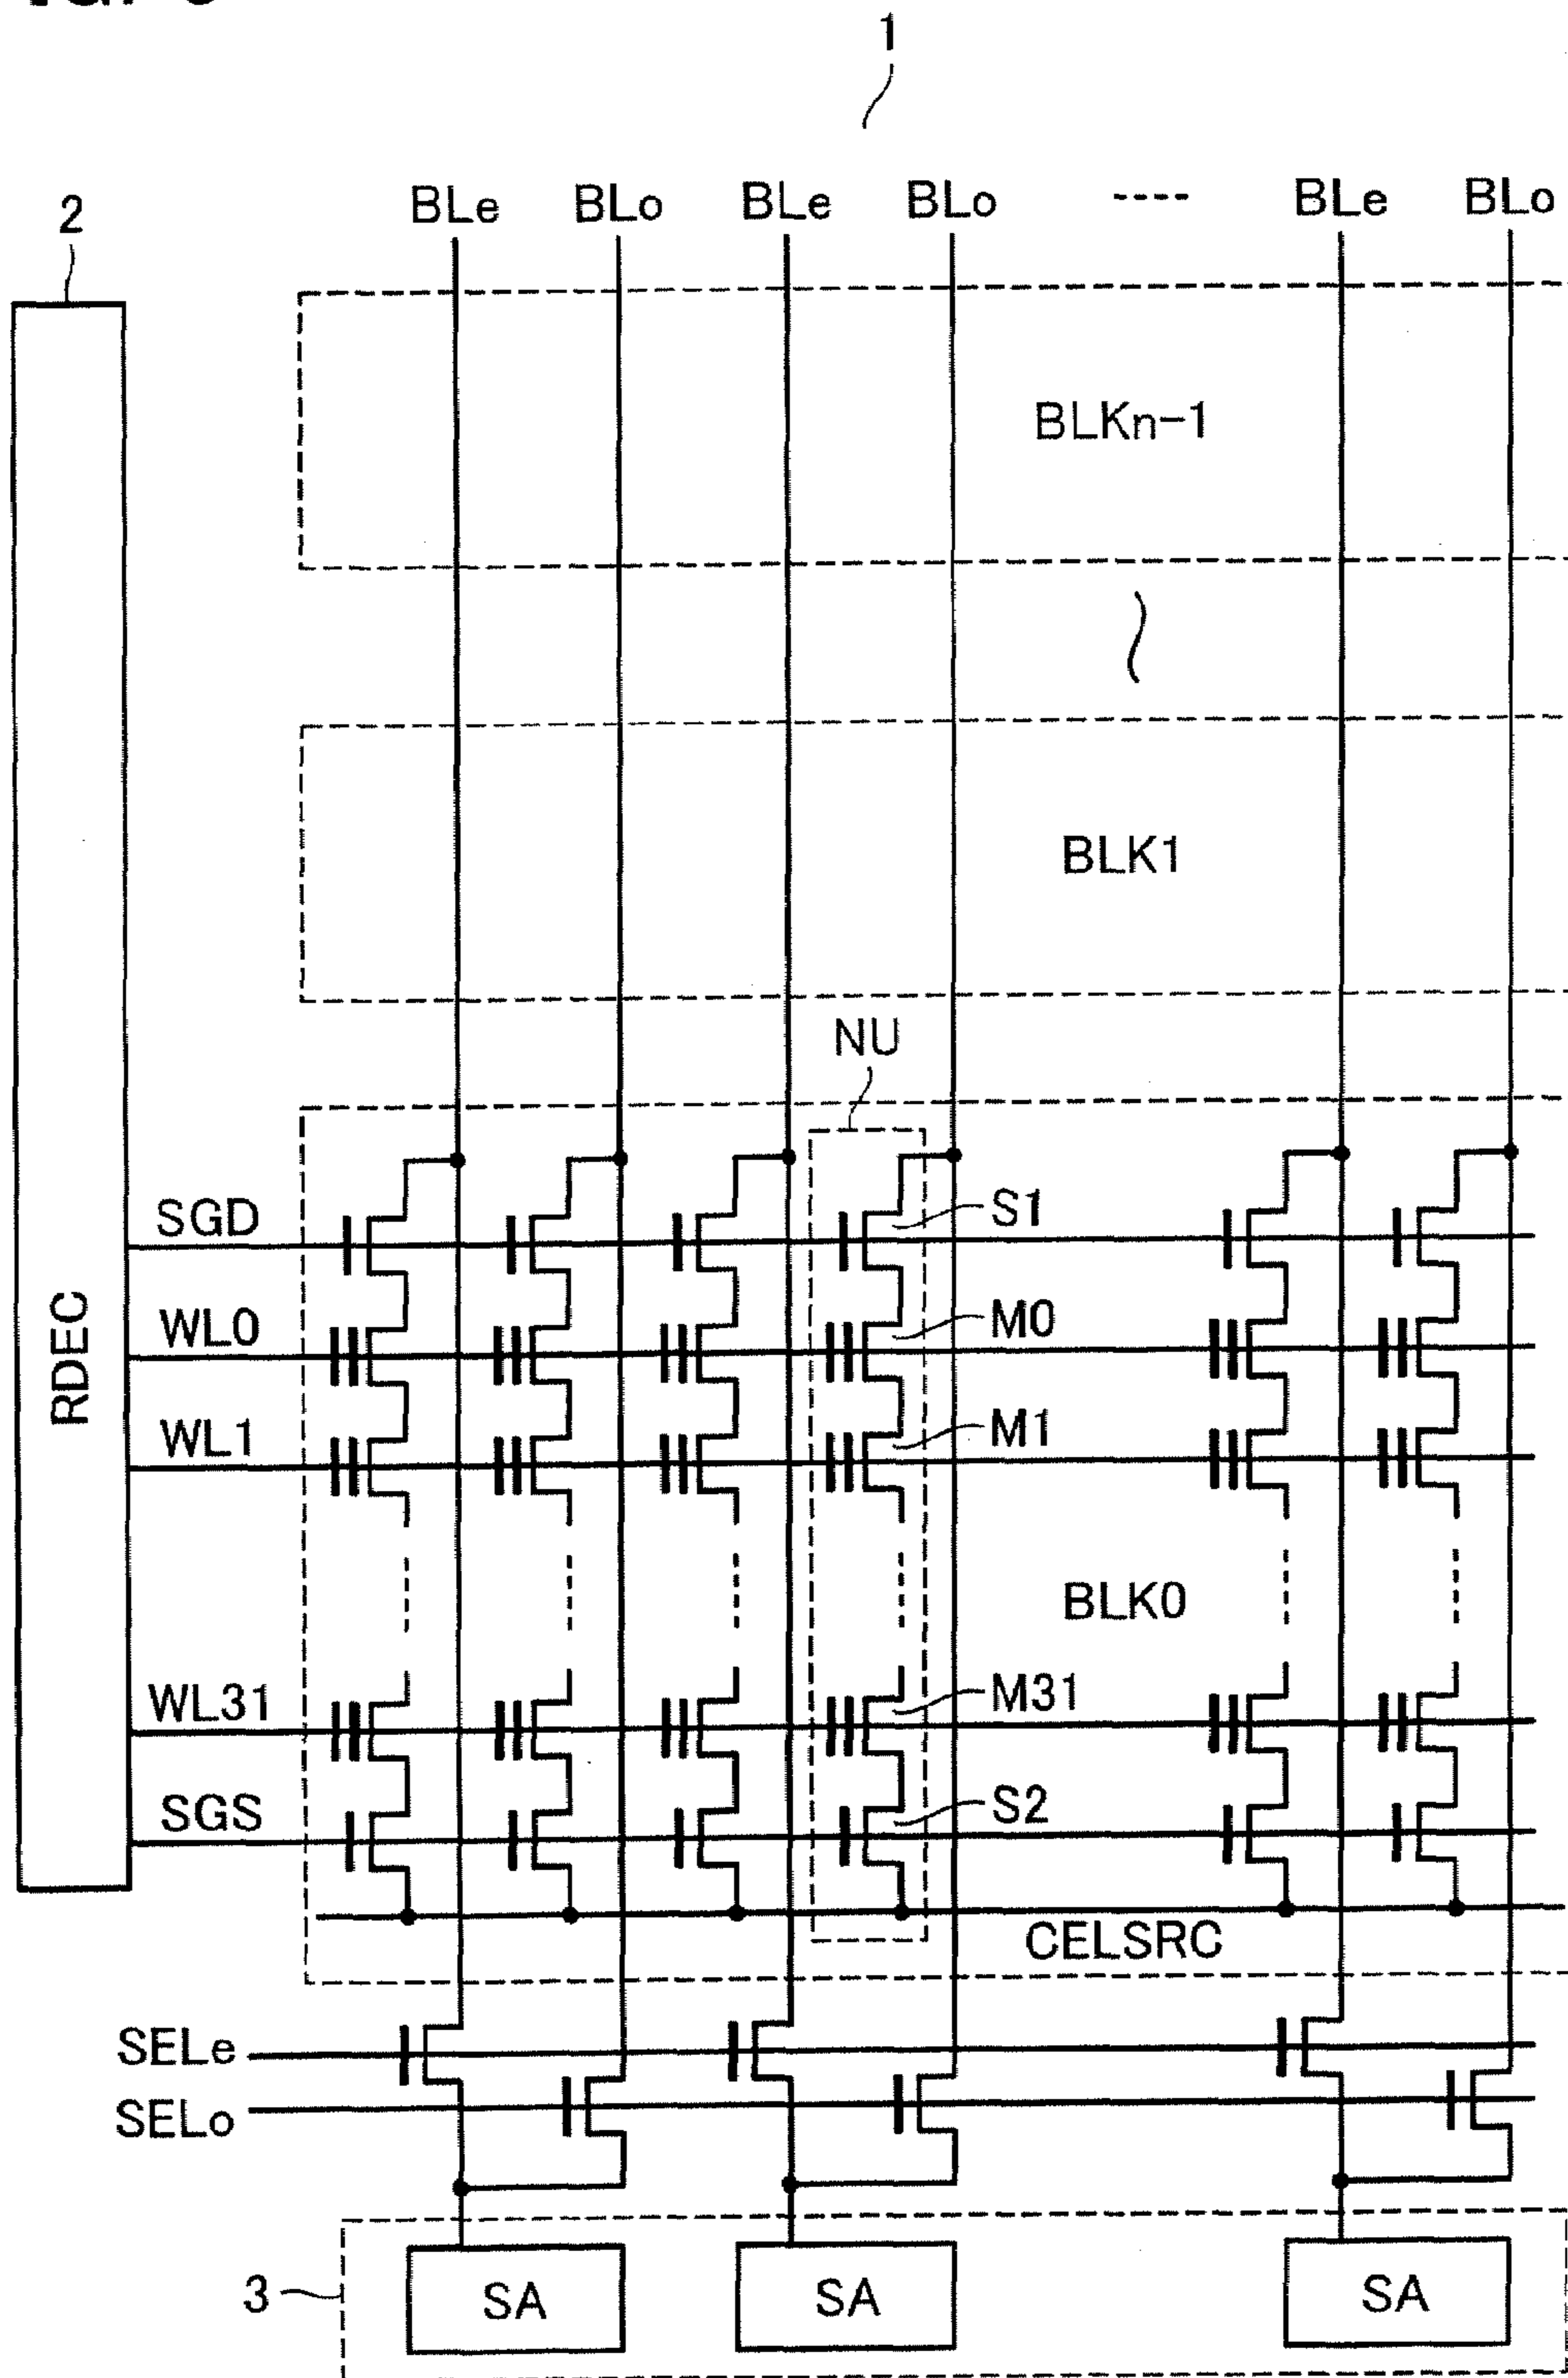 1
2
BLe BLo BLe BLo ---- BLe BLo
BLKn-1
BLK1
NU
SGD
S1
RDEC
WL0
M0
WL1
M1
BLK0
WL31
M31
SGS
S2
CELSRC
SELe
SELo
3
SA SA SA